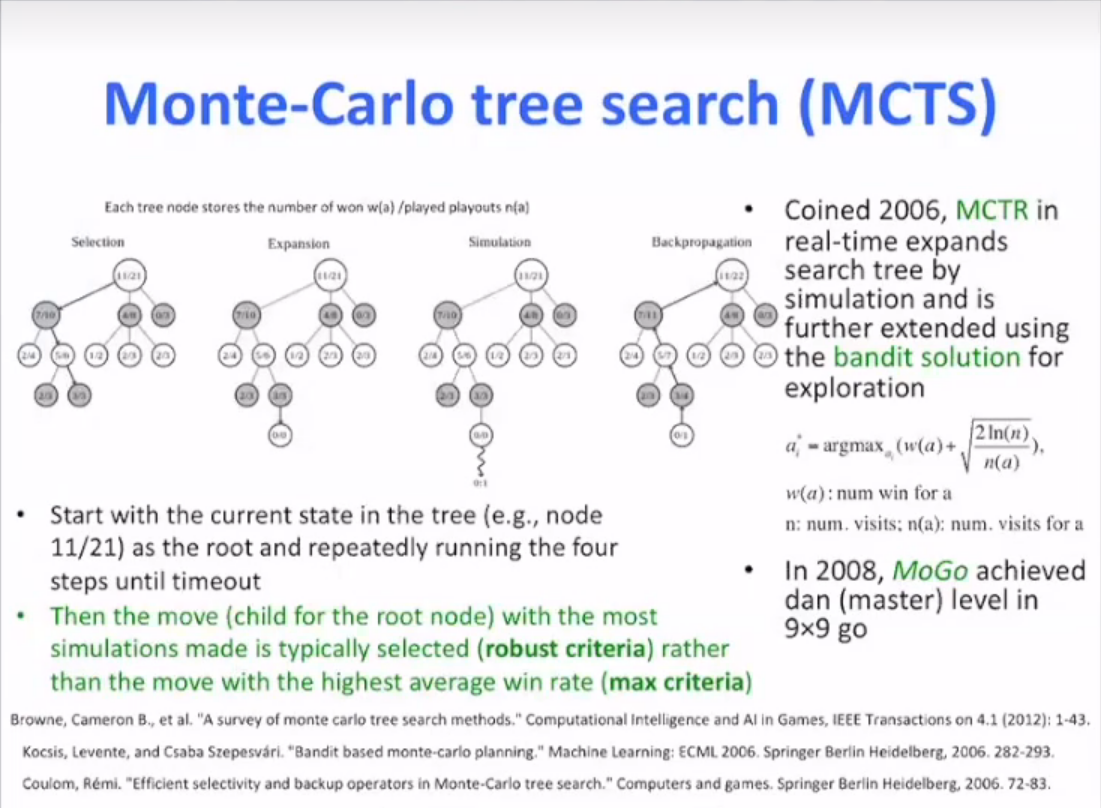 Monte-Carlo tree search (MCTS)
Each tree node stores the number of won w(a) /played playouts n(a)
Selection
11/21
7/10 4/8 0/3
2/4 5/6 1/2 2/3 2/3
2/3 3/3
Expansion
11/21
7/10 4/8 0/3
2/4 5/6 1/2 2/3 2/3
2/3 3/3
0/0
Simulation
11/21
7/10 4/8 0/3
2/4 5/6 1/2 2/3
2/3 3/3
0/0
0:1
Backpropagation
11/22
7/11 4/8 0/3
2/4 5/7 1/2 2/3 2/3
2/3 3/4
0/1
• Start with the current state in the tree (e.g., node
11/21) as the root and repeatedly running the four
steps until timeout
• Then the move (child for the root node) with the most
simulations made is typically selected (robust criteria) rather
than the move with the highest average win rate (max criteria)
• Coined 2006, MCTR in
real-time expands
search tree by
simulation and is
further extended using
the bandit solution for
exploration
a*i = argmax ai (w(a)+ √(2 ln(n) / n(a))),
w(a) : num win for a
n: num. visits; n(a): num. visits for a
• In 2008, MoGo achieved
dan (master) level in
9×9 go
Browne, Cameron B., et al. "A survey of monte carlo tree search methods." Computational Intelligence and AI in Games, IEEE Transactions on 4.1 (2012): 1-43.
Kocsis, Levente, and Csaba Szepesvári. "Bandit based monte-carlo planning." Machine Learning: ECML 2006. Springer Berlin Heidelberg, 2006. 282-293.
Coulom, Rémi. "Efficient selectivity and backup operators in Monte-Carlo tree search." Computers and games. Springer Berlin Heidelberg, 2006. 72-83.